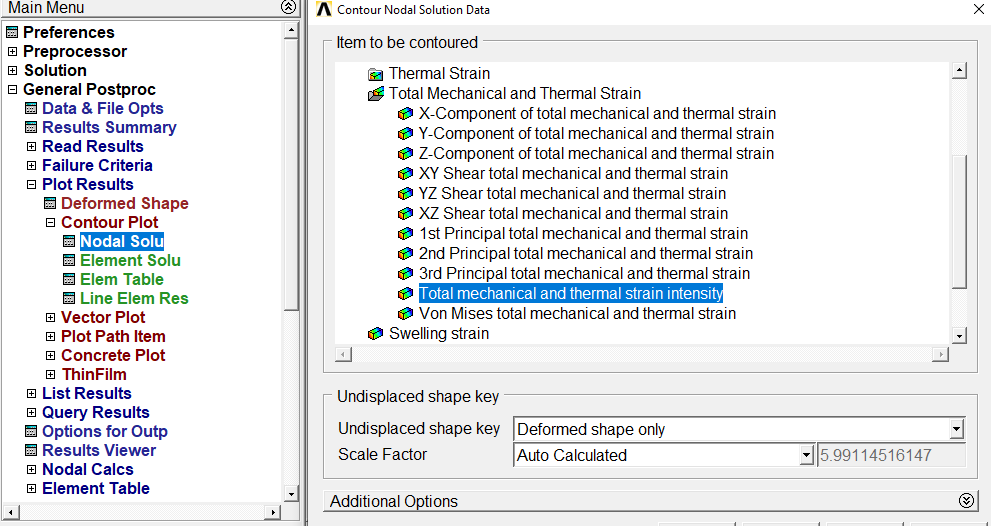 Main Menu
Preferences
Preprocessor
Solution
General Postproc
Data & File Opts
Results Summary
Read Results
Failure Criteria
Plot Results
Deformed Shape
Contour Plot
Nodal Solu
Element Solu
Elem Table
Line Elem Res
Vector Plot
Plot Path Item
Concrete Plot
ThinFilm
List Results
Query Results
Options for Outp
Results Viewer
Nodal Calcs
Element Table
Contour Nodal Solution Data
Item to be contoured
Thermal Strain
Total Mechanical and Thermal Strain
X-Component of total mechanical and thermal strain
Y-Component of total mechanical and thermal strain
Z-Component of total mechanical and thermal strain
XY Shear total mechanical and thermal strain
YZ Shear total mechanical and thermal strain
XZ Shear total mechanical and thermal strain
1st Principal total mechanical and thermal strain
2nd Principal total mechanical and thermal strain
3rd Principal total mechanical and thermal strain
Total mechanical and thermal strain intensity
Von Mises total mechanical and thermal strain
Swelling strain
Undisplaced shape key
Undisplaced shape key Deformed shape only
Scale Factor Auto Calculated 5.99114516147
Additional Options